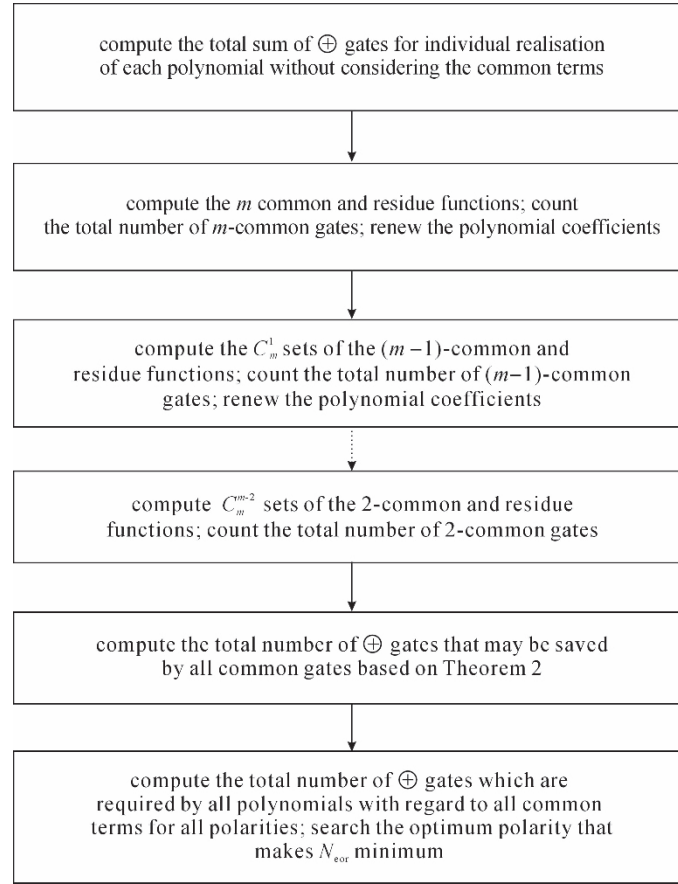 compute the total sum of ⊕ gates for individual realisation
of each polynomial without considering the common terms
compute the m common and residue functions; count
the total number of m-common gates; renew the polynomial coefficients
compute the C_m^1 sets of the (m−1)-common and
residue functions; count the total number of (m−1)-common
gates; renew the polynomial coefficients
compute C_m^{m-2} sets of the 2-common and residue
functions; count the total number of 2-common gates
compute the total number of ⊕ gates that may be saved
by all common gates based on Theorem 2
compute the total number of ⊕ gates which are
required by all polynomials with regard to all common
terms for all polarities; search the optimum polarity that
makes N_eor minimum